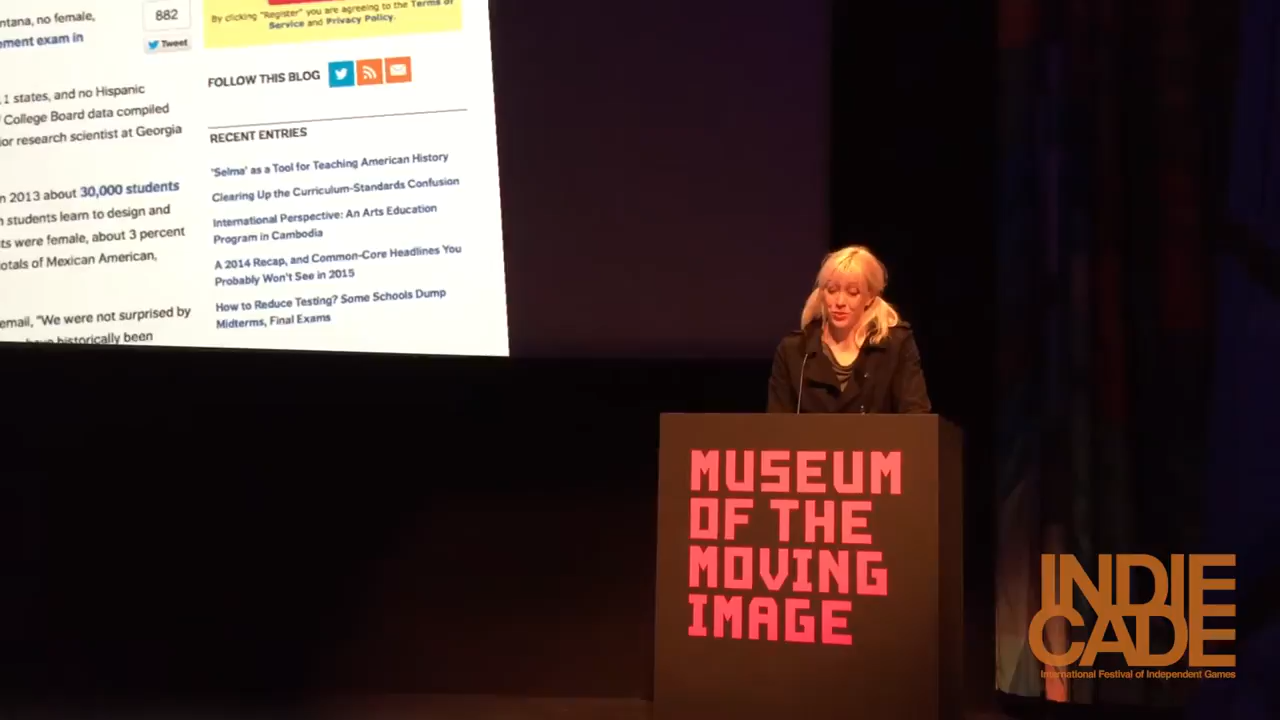 ntana, no female,
ement exam in
1 states, and no Hispanic
College Board data compiled
ior research scientist at Georgia
n 2013 about 30,000 students
students learn to design and
ts were female, about 3 percent
otals of Mexican American,
email, "We were not surprised by
historically been
882
Tweet
By clicking "Register" you are agreeing to the Terms of
Service and Privacy Policy.
FOLLOW THIS BLOG
RECENT ENTRIES
'Selma' as a Tool for Teaching American History
Clearing Up the Curriculum-Standards Confusion
International Perspective: An Arts Education
Program in Cambodia
A 2014 Recap, and Common-Core Headlines You
Probably Won't See in 2015
How to Reduce Testing? Some Schools Dump
Midterms, Final Exams
MUSEUM
OF THE
MOVING
IMAGE
INDIE
CADE
International Festival of Independent Games